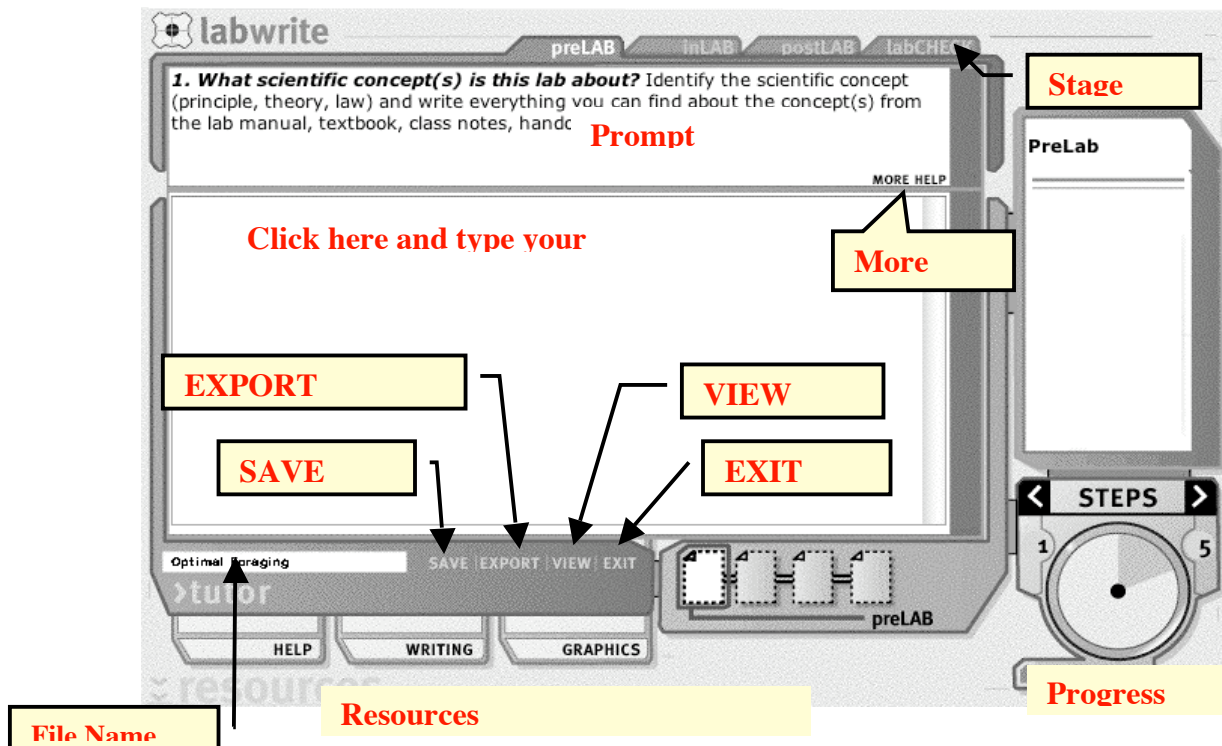 labwrite
preLAB inLAB postLAB labCHECK
Stage
1. What scientific concept(s) is this lab about? Identify the scientific concept
(principle, theory, law) and write everything you can find about the concept(s) from
the lab manual, textbook, class notes,
Prompt
MORE HELP
PreLab
Click here and type your
More
EXPORT
VIEW
SAVE
EXIT
STEPS
1 5
Optimal Foraging
SAVE | EXPORT | VIEW | EXIT
>tutor
preLAB
HELP WRITING GRAPHICS
resources
Resources
Progress
File Name